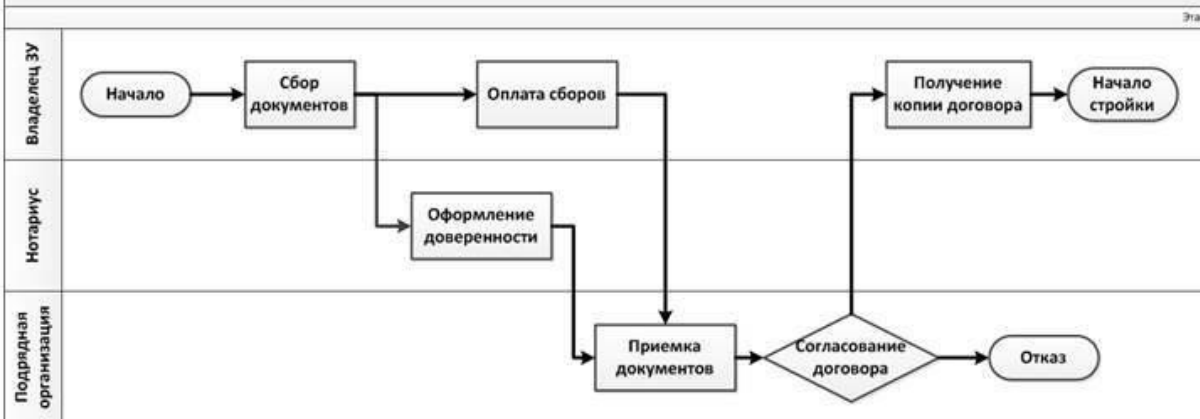 Эта
Владелец ЗУ
Начало
Сбор
документов
Оплата сборов
Получение
копии договора
Начало
стройки
Нотариус
Оформление
доверенности
Подрядная
организация
Приемка
документов
Согласование
договора
Отказ